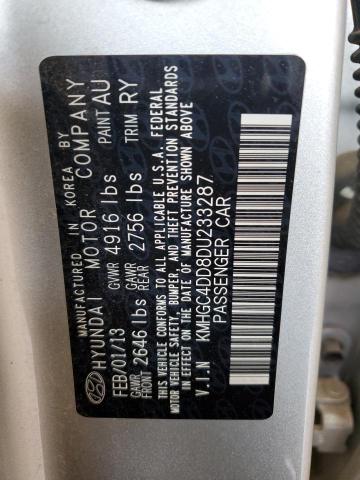 MANUFACTURED IN KOREA BY
HYUNDAI MOTOR COMPANY
FEB/01/13 GVWR 4916 lbs PAINT AU
GAWR FRONT 2646 lbs GAWR REAR 2756 lbs TRIM RY
THIS VEHICLE CONFORMS TO ALL APPLICABLE U.S.A. FEDERAL
MOTOR VEHICLE SAFETY, BUMPER, AND THEFT PREVENTION STANDARDS
IN EFFECT ON THE DATE OF MANUFACTURE SHOWN ABOVE
V.I.N KMHGC4DD8DU233287
PASSENGER CAR